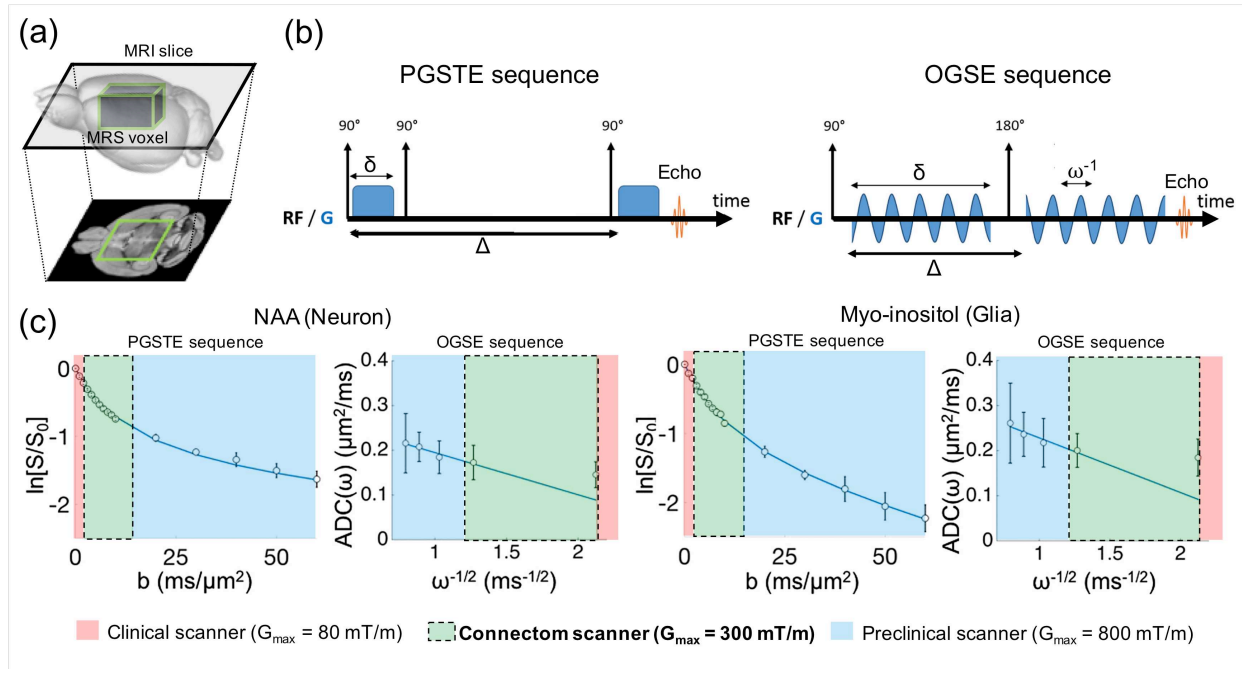 (a)
MRI slice
MRS voxel
(b)
PGSTE sequence
90° 90° 90°
δ
Echo
time
RF / G
Δ
OGSE sequence
90° 180°
δ
ω⁻¹
Echo
time
RF / G
Δ
(c)
NAA (Neuron)
PGSTE sequence
ln[S/S₀]
0
-1
-2
0 25 50
b (ms/μm²)
OGSE sequence
ADC(ω) (μm²/ms)
0.4
0.3
0.2
0.1
0
1 1.5 2
ω⁻¹/² (ms⁻¹/²)
Myo-inositol (Glia)
PGSTE sequence
ln[S/S₀]
0
-1
-2
0 25 50
b (ms/μm²)
OGSE sequence
ADC(ω) (μm²/ms)
0.4
0.3
0.2
0.1
0
1 1.5 2
ω⁻¹/² (ms⁻¹/²)
Clinical scanner (Gmax = 80 mT/m)
Connectom scanner (Gmax = 300 mT/m)
Preclinical scanner (Gmax = 800 mT/m)